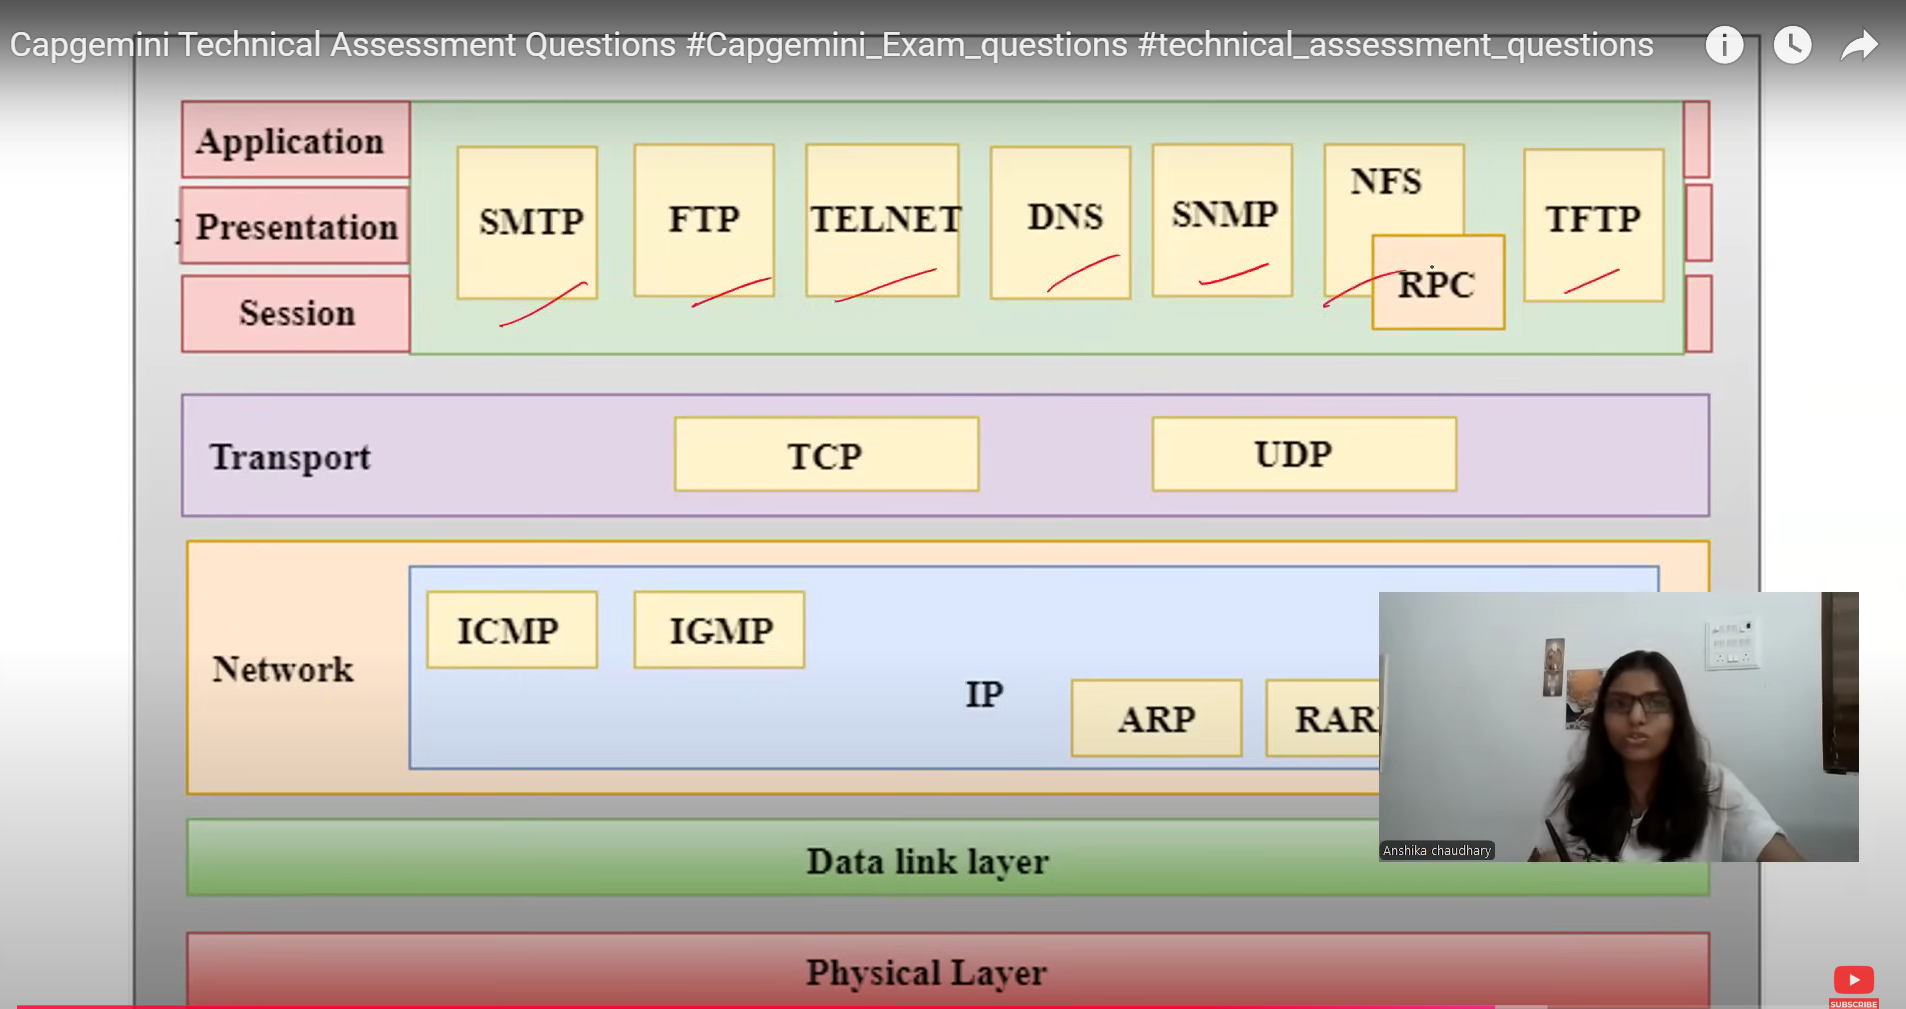 Capgemini Technical Assessment Questions #Capgemini_Exam_questions #technical_assessment_questions
Application
Presentation
Session
SMTP
FTP
TELNET
DNS
SNMP
NFS
RPC
TFTP
Transport
TCP
UDP
Network
ICMP
IGMP
IP
ARP
RAR
Anshika chaudhary
Data link layer
Physical Layer
SUBSCRIBE